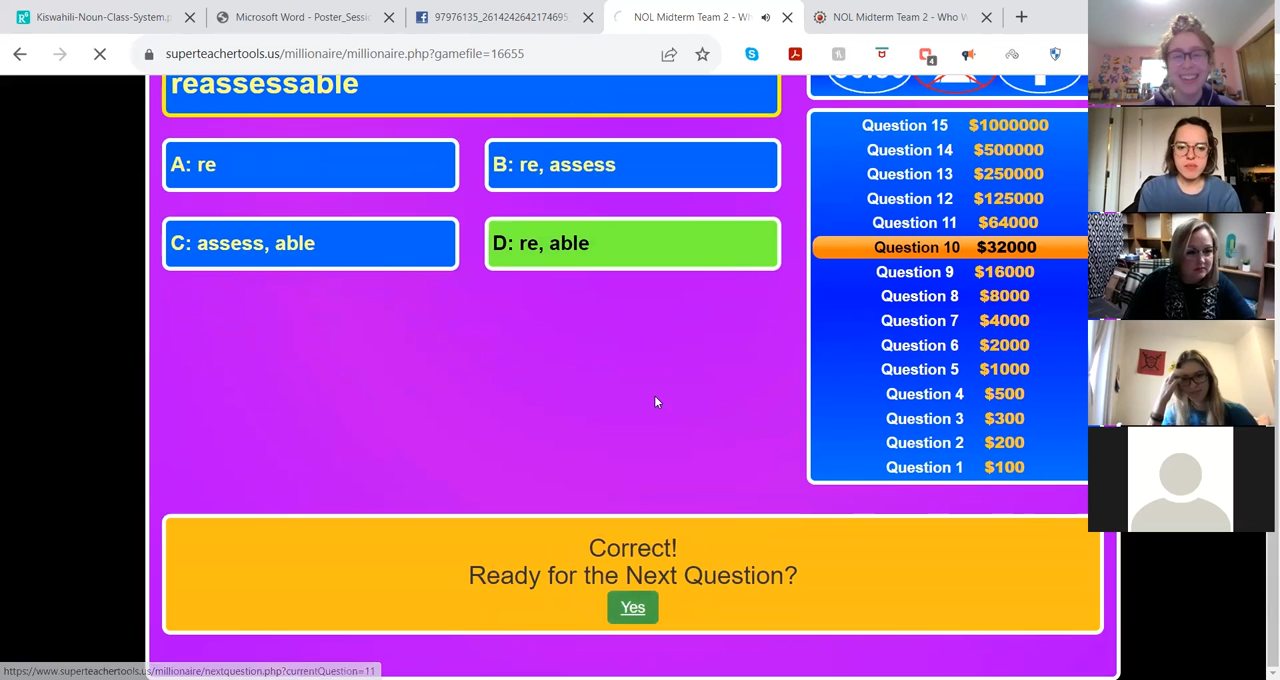 Kiswahili-Noun-Class-System.p
Microsoft Word - Poster_Sessi
97976135_2614242642174695
NOL Midterm Team 2 - Wh
NOL Midterm Team 2 - Who W
superteachertools.us/millionaire/millionaire.php?gamefile=16655
4
reassessable
A: re
B: re, assess
C: assess, able
D: re, able
Question 15 $1000000
Question 14 $500000
Question 13 $250000
Question 12 $125000
Question 11 $64000
Question 10 $32000
Question 9 $16000
Question 8 $8000
Question 7 $4000
Question 6 $2000
Question 5 $1000
Question 4 $500
Question 3 $300
Question 2 $200
Question 1 $100
Correct!
Ready for the Next Question?
Yes
https://www.superteachertools.us/millionaire/nextquestion.php?currentQuestion=11